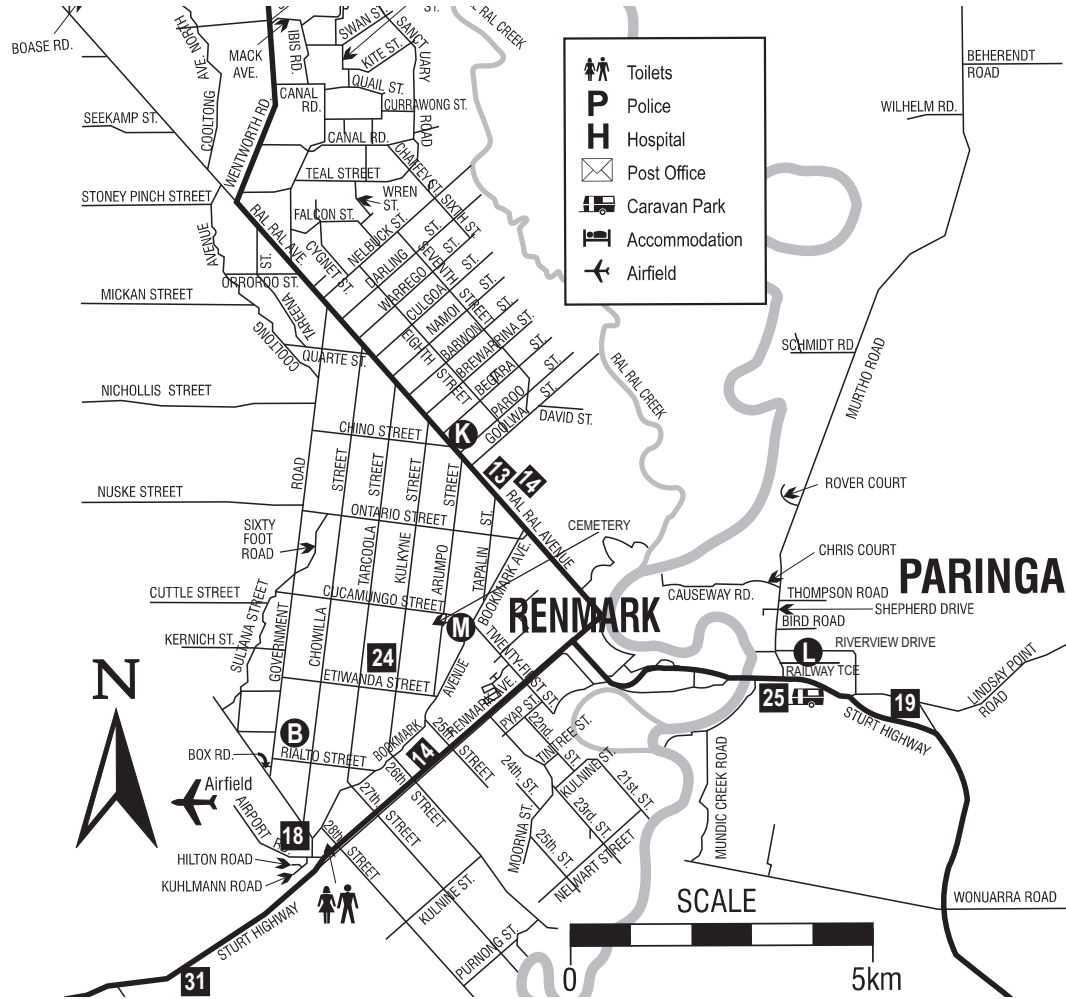 BOASE RD.
AVE. NORTH
COOLTONG
MACK
AVE.
IBIS RD.
SWAN ST.
ST.
KITE ST.
SANCTUARY
ROAD
RAL CREEK
QUAIL ST.
CANAL
RD.
CURRAWONG ST.
SEEKAMP ST.
WENTWORTH RD.
CANAL RD.
CHAFFEY ST.
TEAL STREET
WREN
ST.
STONEY PINCH STREET
FALCON ST.
SIXTH ST.
AVENUE
RAL RAL AVE.
ST.
CYGNET
ST.
NELBUCK ST.
DARLING
ST.
SEVENTH
STREET
WARREGO
ST.
CULGOA
ST.
NAMOI
ST.
BARWON
BREWARRINA ST.
ORROROO ST.
MICKAN STREET
TAREENA
COOLTONG
QUARTE ST.
EIGHTH
STREET
BEGARA
ST.
PAROO
ST.
GOOLWA
ST.
DAVID ST.
RAL RAL CREEK
NICHOLLIS STREET
CHINO STREET
K
13
14
ROAD
STREET
STREET
STREET
STREET
ST.
NUSKE STREET
ONTARIO STREET
RAL RAL AVENUE
CEMETERY
SIXTY
FOOT
ROAD
TARCOOLA
KULKYNE
ARUMPO
TAPALIN
BOOKMARK AVE.
CUTTLE STREET
CUCAMUNGO STREET
RENMARK
SULTANA STREET
GOVERNMENT
CHOWILLA
KERNICH ST.
M
24
ETIWANDA STREET
AVENUE
TWENTY-FIRST ST.
RENMARK AVE.
PYAP ST.
22nd. ST.
TINTREE ST.
N
B
BOX RD.
RIALTO STREET
BOOKMARK
14
25th
STREET
26th
STREET
27th
STREET
28th
STREET
24th. ST.
KULNINE ST.
21st. ST.
23rd. ST.
25th. ST.
MOORNA ST.
NELWART STREET
Airfield
AIRPORT
RD.
18
HILTON ROAD
KUHLMANN ROAD
STURT HIGHWAY
31
KULNINE ST.
PURNONG ST.
Toilets
P
Police
H
Hospital
Post Office
Caravan Park
Accommodation
Airfield
BEHERENDT
ROAD
WILHELM RD.
SCHMIDT RD.
MURTHO ROAD
ROVER COURT
CHRIS COURT
PARINGA
CAUSEWAY RD.
THOMPSON ROAD
SHEPHERD DRIVE
BIRD ROAD
L
RIVERVIEW DRIVE
RAILWAY TCE
25
19
LINDSAY POINT
ROAD
STURT HIGHWAY
MUNDIC CREEK ROAD
WONUARRA ROAD
SCALE
0
5km